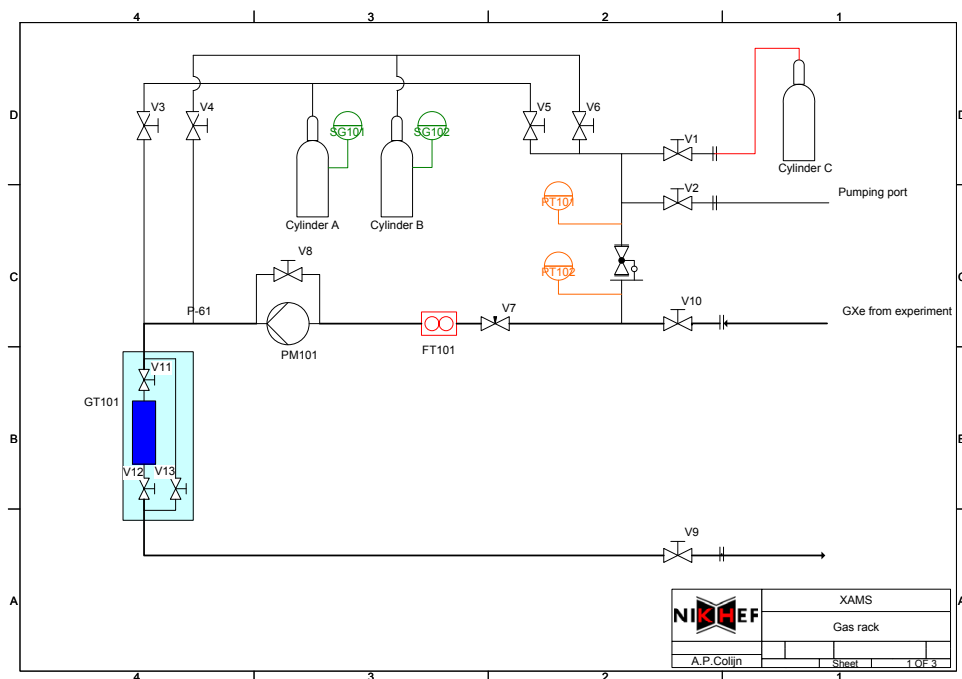 4 3 2 1
D
V3 V4 V5 V6
SG101 SG102
V1
D
Cylinder A Cylinder B
Cylinder C
PT101
V2
Pumping port
C
V8
PT102
C
P-61
V7
V10
GXe from experiment
PM101
FT101
V11
GT101
B
V12 V13
V9
A
A
NIKHEF
XAMS
Gas rack
A.P.Colijn
Sheet 1 OF 3
4 3 2 1